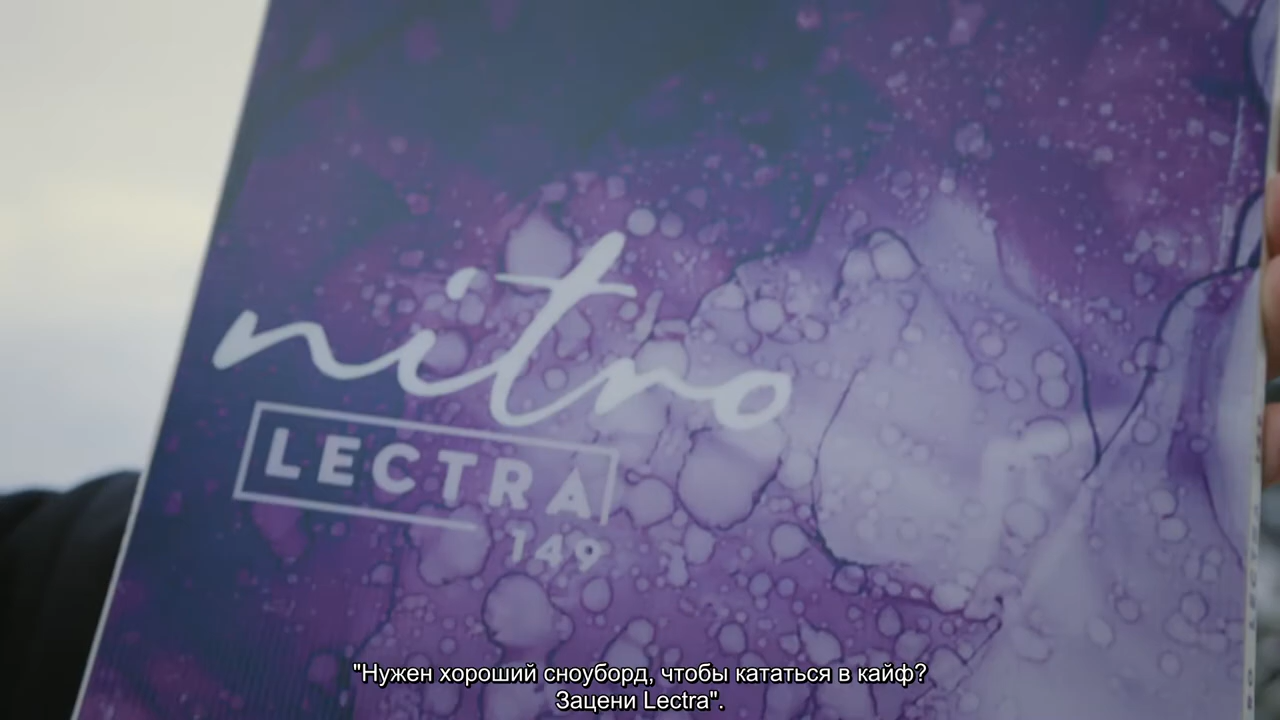 nitro
LECTRA
149
"Нужен хороший сноуборд, чтобы кататься в кайф?
Зацени Lectra".